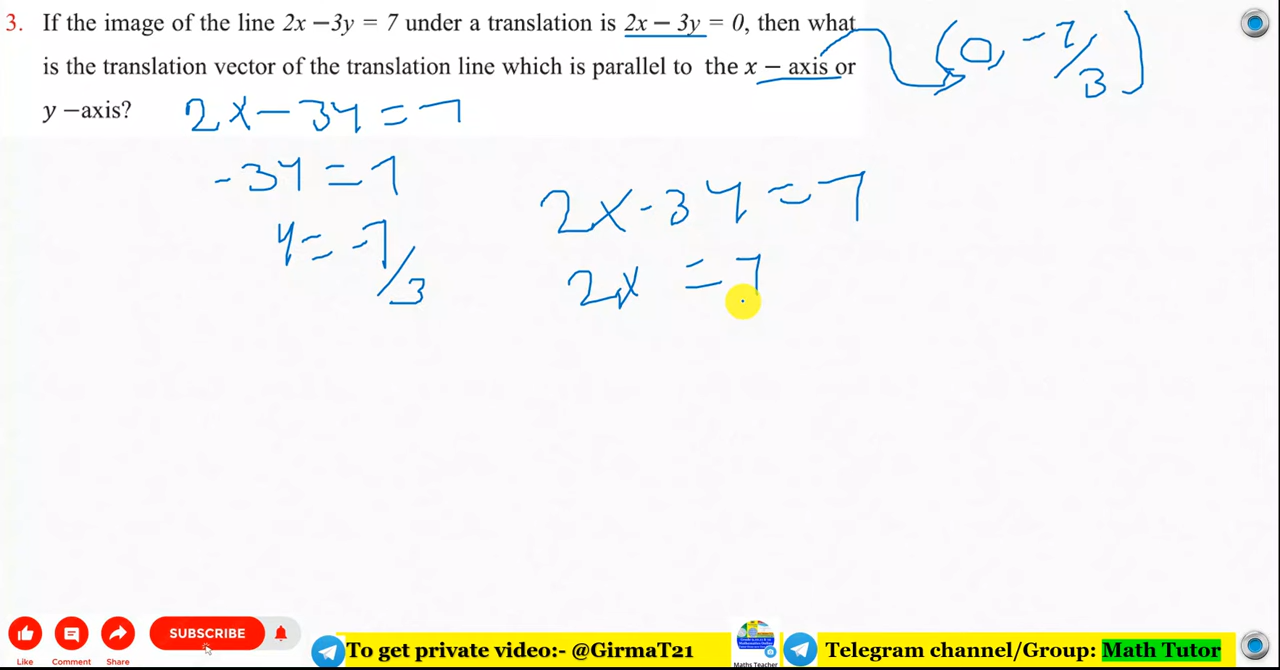 3. If the image of the line 2x − 3y = 7 under a translation is 2x − 3y = 0, then what
is the translation vector of the translation line which is parallel to the x − axis or
y −axis?
(0, -7/3)
2x - 3y = 7
-3y = 7
y = -7/3
2x - 3y = 7
2x = 7
Like
Comment
Share
SUBSCRIBE
To get private video:- @GirmaT21
Maths Teacher
Telegram channel/Group: Math Tutor